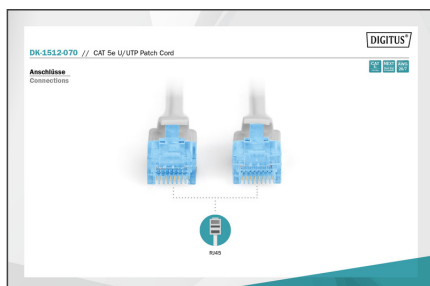 DIGITUS®
DK-1512-070 // CAT 5e U/UTP Patch Cord
Anschlüsse
Connections
RJ45